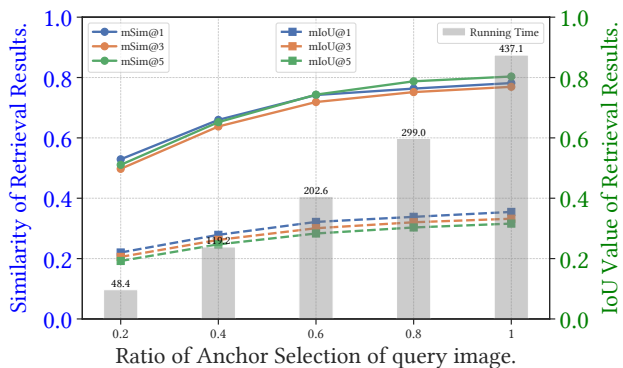 Similarity of Retrieval Results.
IoU Value of Retrieval Results.
1.0
0.8
0.6
0.4
0.2
0.0
1.0
0.8
0.6
0.4
0.2
0.0
mSim@1
mSim@3
mSim@5
mIoU@1
mIoU@3
mIoU@5
Running Time
48.4
119.2
202.6
299.0
437.1
0.2 0.4 0.6 0.8 1
Ratio of Anchor Selection of query image.